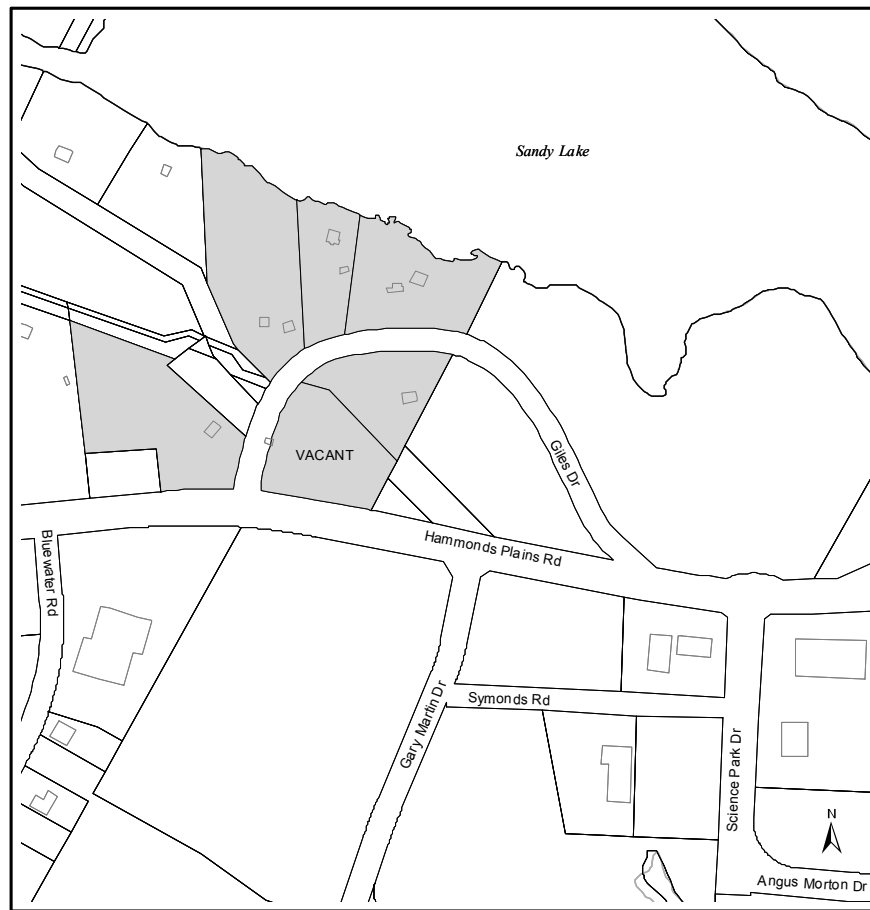 Sandy Lake
VACANT
Giles Dr
Hammonds Plains Rd
Bluewater Rd
Gary Martin Dr
Symonds Rd
Science Park Dr
N
Angus Morton Dr